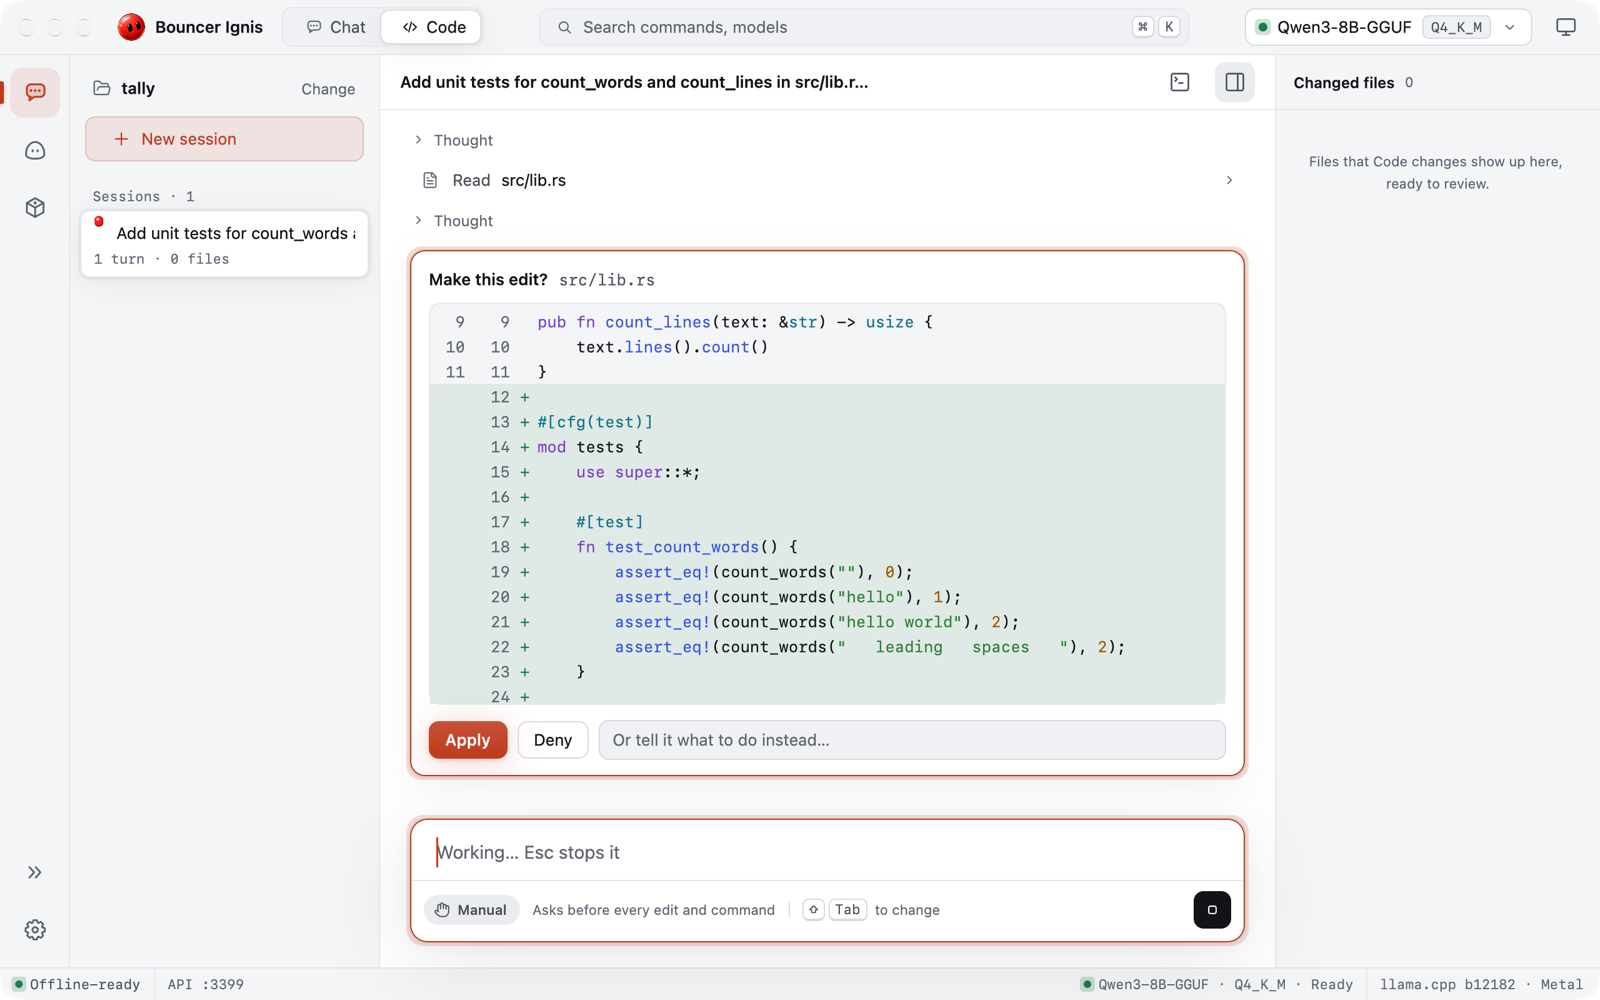 Bouncer Ignis
Chat
Code
Search commands, models
⌘ K
Qwen3-8B-GGUF Q4_K_M
tally
Change
+ New session
Sessions · 1
Add unit tests for count_words
1 turn · 0 files
Add unit tests for count_words and count_lines in src/lib.r...
Thought
Read src/lib.rs
Thought
Make this edit? src/lib.rs
9 9 pub fn count_lines(text: &str) -> usize {
10 10     text.lines().count()
11 11 }
12 +
13 + #[cfg(test)]
14 + mod tests {
15 +     use super::*;
16 +
17 +     #[test]
18 +     fn test_count_words() {
19 +         assert_eq!(count_words(""), 0);
20 +         assert_eq!(count_words("hello"), 1);
21 +         assert_eq!(count_words("hello world"), 2);
22 +         assert_eq!(count_words("   leading   spaces   "), 2);
23 +     }
24 +
Apply
Deny
Or tell it what to do instead...
Working... Esc stops it
Manual
Asks before every edit and command
Tab to change
Changed files 0
Files that Code changes show up here,
ready to review.
Offline-ready
API :3399
Qwen3-8B-GGUF · Q4_K_M · Ready
llama.cpp b12182 · Metal